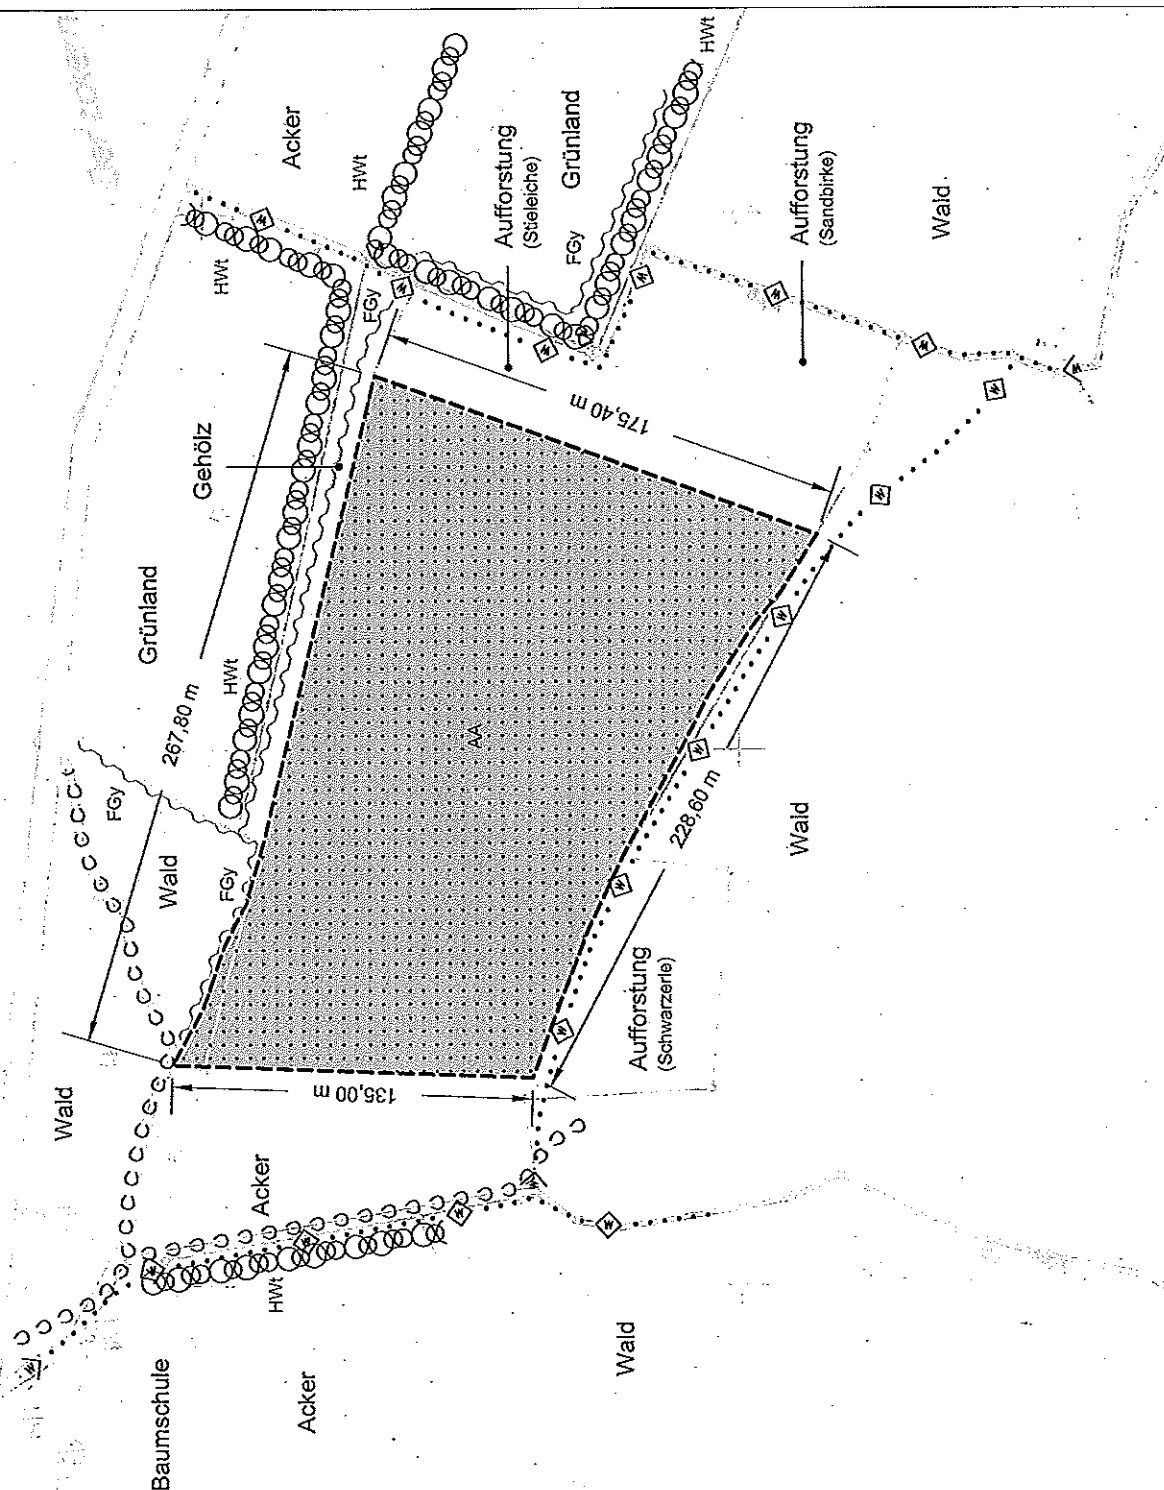 HWt
Acker
HWt
Aufforstung
(Stieleiche)
Grünland
FGy
HWt
FGy
Aufforstung
(Sandbirke)
Wald
Gehölz
175,40 m
Grünland
267,80 m
HWt
FGy
Wald
FGy
AA
228,60 m
Wald
Wald
135,00 m
Aufforstung
(Schwarzerle)
Acker
HWt
Baumschule
Acker
Wald